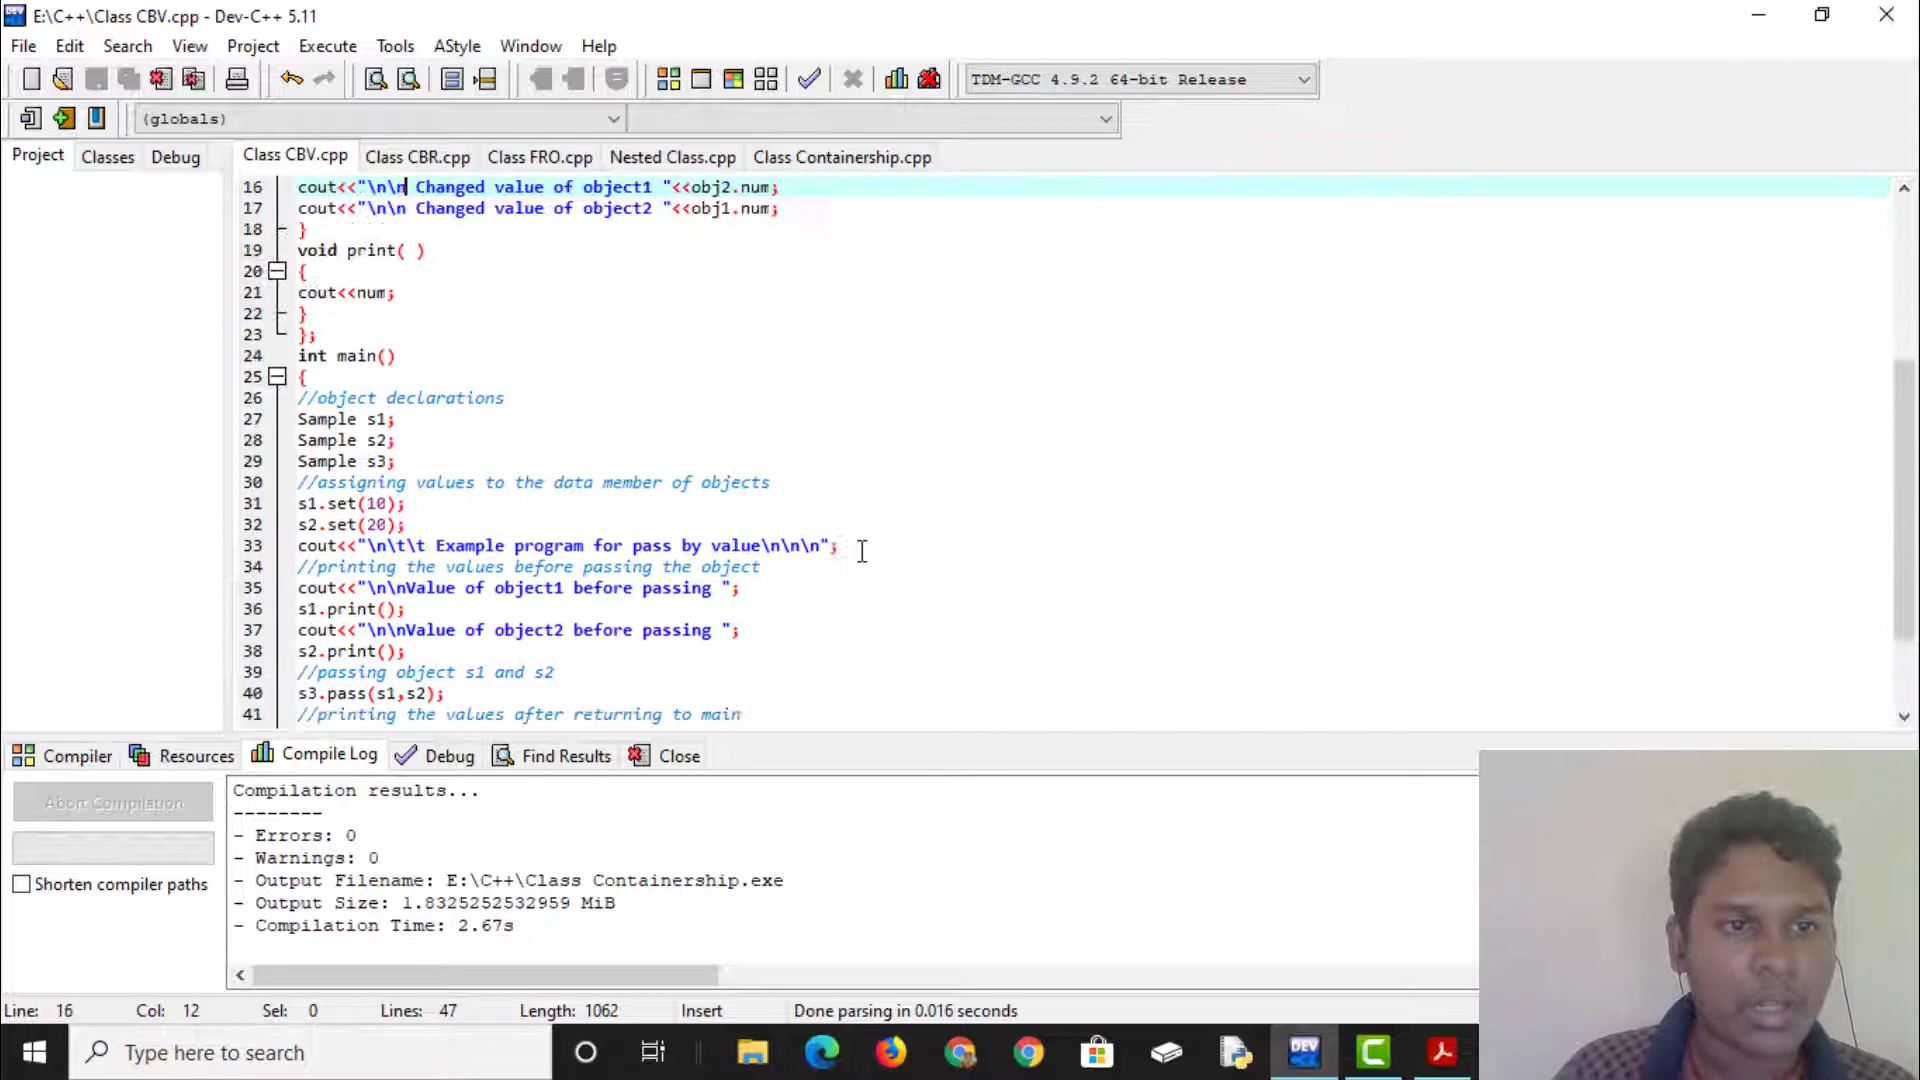 E:\C++\Class CBV.cpp - Dev-C++ 5.11
File Edit Search View Project Execute Tools AStyle Window Help
TDM-GCC 4.9.2 64-bit Release
(globals)
Project Classes Debug
Class CBV.cpp Class CBR.cpp Class FRO.cpp Nested Class.cpp Class Containership.cpp
16 cout<<"\n\n Changed value of object1 "<<obj2.num;
17 cout<<"\n\n Changed value of object2 "<<obj1.num;
18 }
19 void print( )
20 {
21 cout<<num;
22 }
23 };
24 int main()
25 {
26 //object declarations
27 Sample s1;
28 Sample s2;
29 Sample s3;
30 //assigning values to the data member of objects
31 s1.set(10);
32 s2.set(20);
33 cout<<"\n\t\t Example program for pass by value\n\n\n";
34 //printing the values before passing the object
35 cout<<"\n\nValue of object1 before passing ";
36 s1.print();
37 cout<<"\n\nValue of object2 before passing ";
38 s2.print();
39 //passing object s1 and s2
40 s3.pass(s1,s2);
41 //printing the values after returning to main
Compiler Resources Compile Log Debug Find Results Close
Abort Compilation
Shorten compiler paths
Compilation results...
--------
- Errors: 0
- Warnings: 0
- Output Filename: E:\C++\Class Containership.exe
- Output Size: 1.8325252532959 MiB
- Compilation Time: 2.67s
Line: 16 Col: 12 Sel: 0 Lines: 47 Length: 1062 Insert Done parsing in 0.016 seconds
Type here to search
DEV